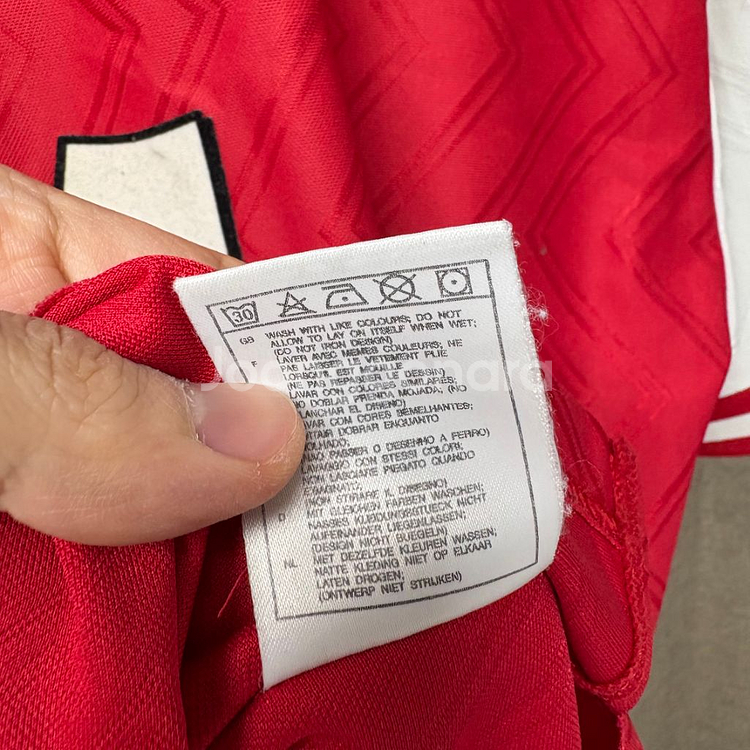 30
GB WASH WITH LIKE COLOURS; DO NOT
ALLOW TO LAY ON ITSELF WHEN WET;
(DO NOT IRON DESIGN)
F LAVER AVEC MEMES COULEURS; NE
PAS LAISSER LE VETEMENT PLIE
LORSQU'IL EST MOUILLE
(NE PAS REPASSER LE DESSIN)
LAVAR CON COLORES SIMILARES;
NO DOBLAR PRENDA MOJADA; (NO
PLANCHAR EL DISENO)
LAVAR COM CORES SEMELHANTES;
DOBRAR ENQUANTO
MOLHADO;
PASSAR O DESENHO A FERRO)
LAVAGGIO CON STESSI COLORI;
NON LASCIARE PIEGATO QUANDO
(NON STIRARE IL DISEGNO)
D MIT GLEICHEN FARBEN WASCHEN;
NASSES KLEIDUNGSSTUECK NICHT
AUFEINANDER LIEGENLASSEN;
(DESIGN NICHT BUEGELN)
NL MET DEZELFDE KLEUREN WASSEN;
NATTE KLEDING NIET OP ELKAAR
LATEN DROGEN;
(ONTWERP NIET STRIJKEN)